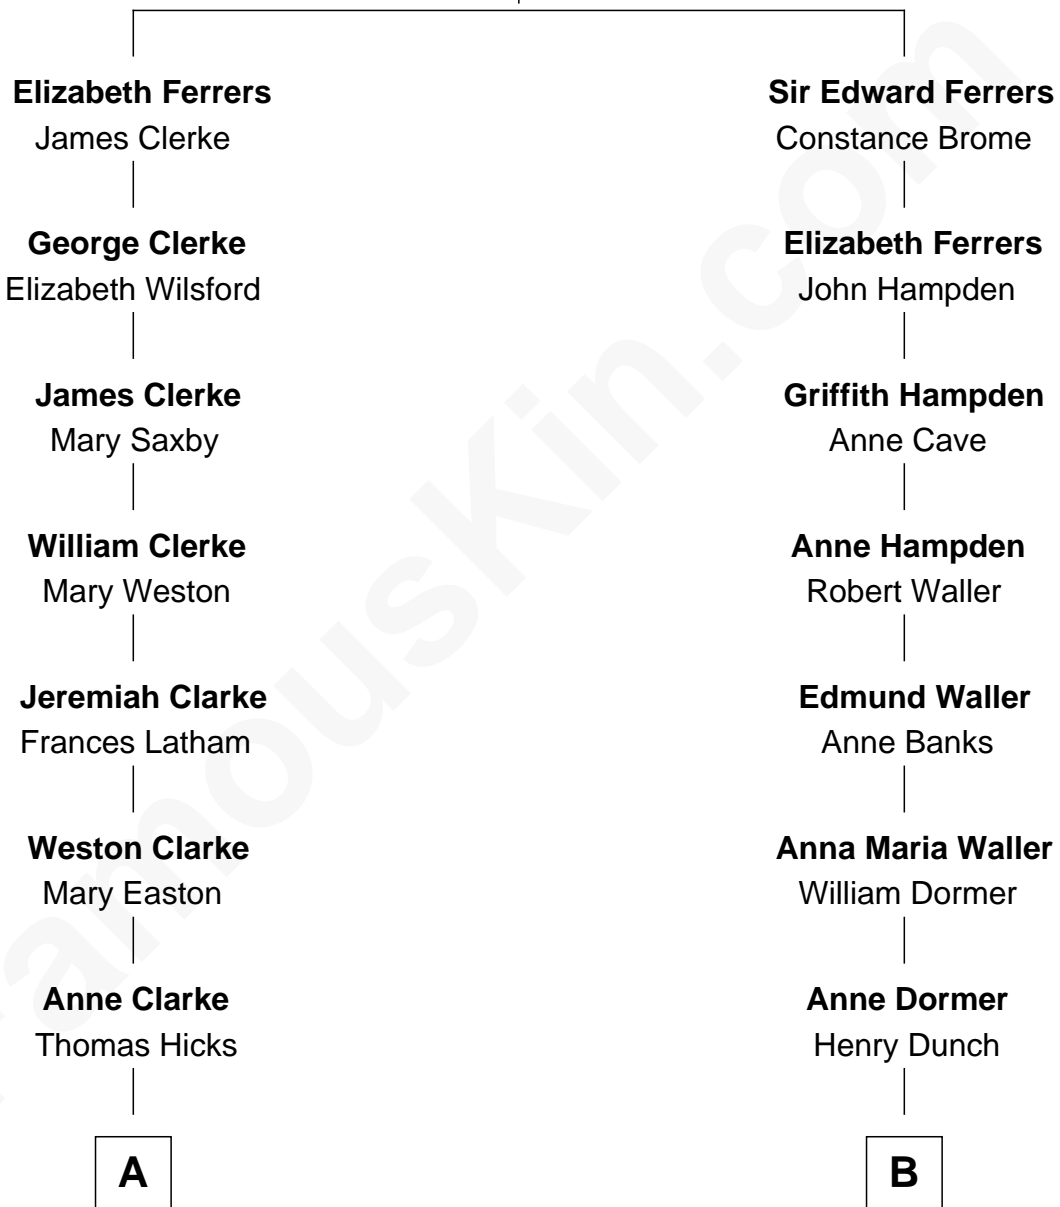 Elizabeth Ferrers
James Clerke
George Clerke
Elizabeth Wilsford
James Clerke
Mary Saxby
William Clerke
Mary Weston
Jeremiah Clarke
Frances Latham
Weston Clarke
Mary Easton
Anne Clarke
Thomas Hicks
A
Sir Edward Ferrers
Constance Brome
Elizabeth Ferrers
John Hampden
Griffith Hampden
Anne Cave
Anne Hampden
Robert Waller
Edmund Waller
Anne Banks
Anna Maria Waller
William Dormer
Anne Dormer
Henry Dunch
B
FamousKin.com